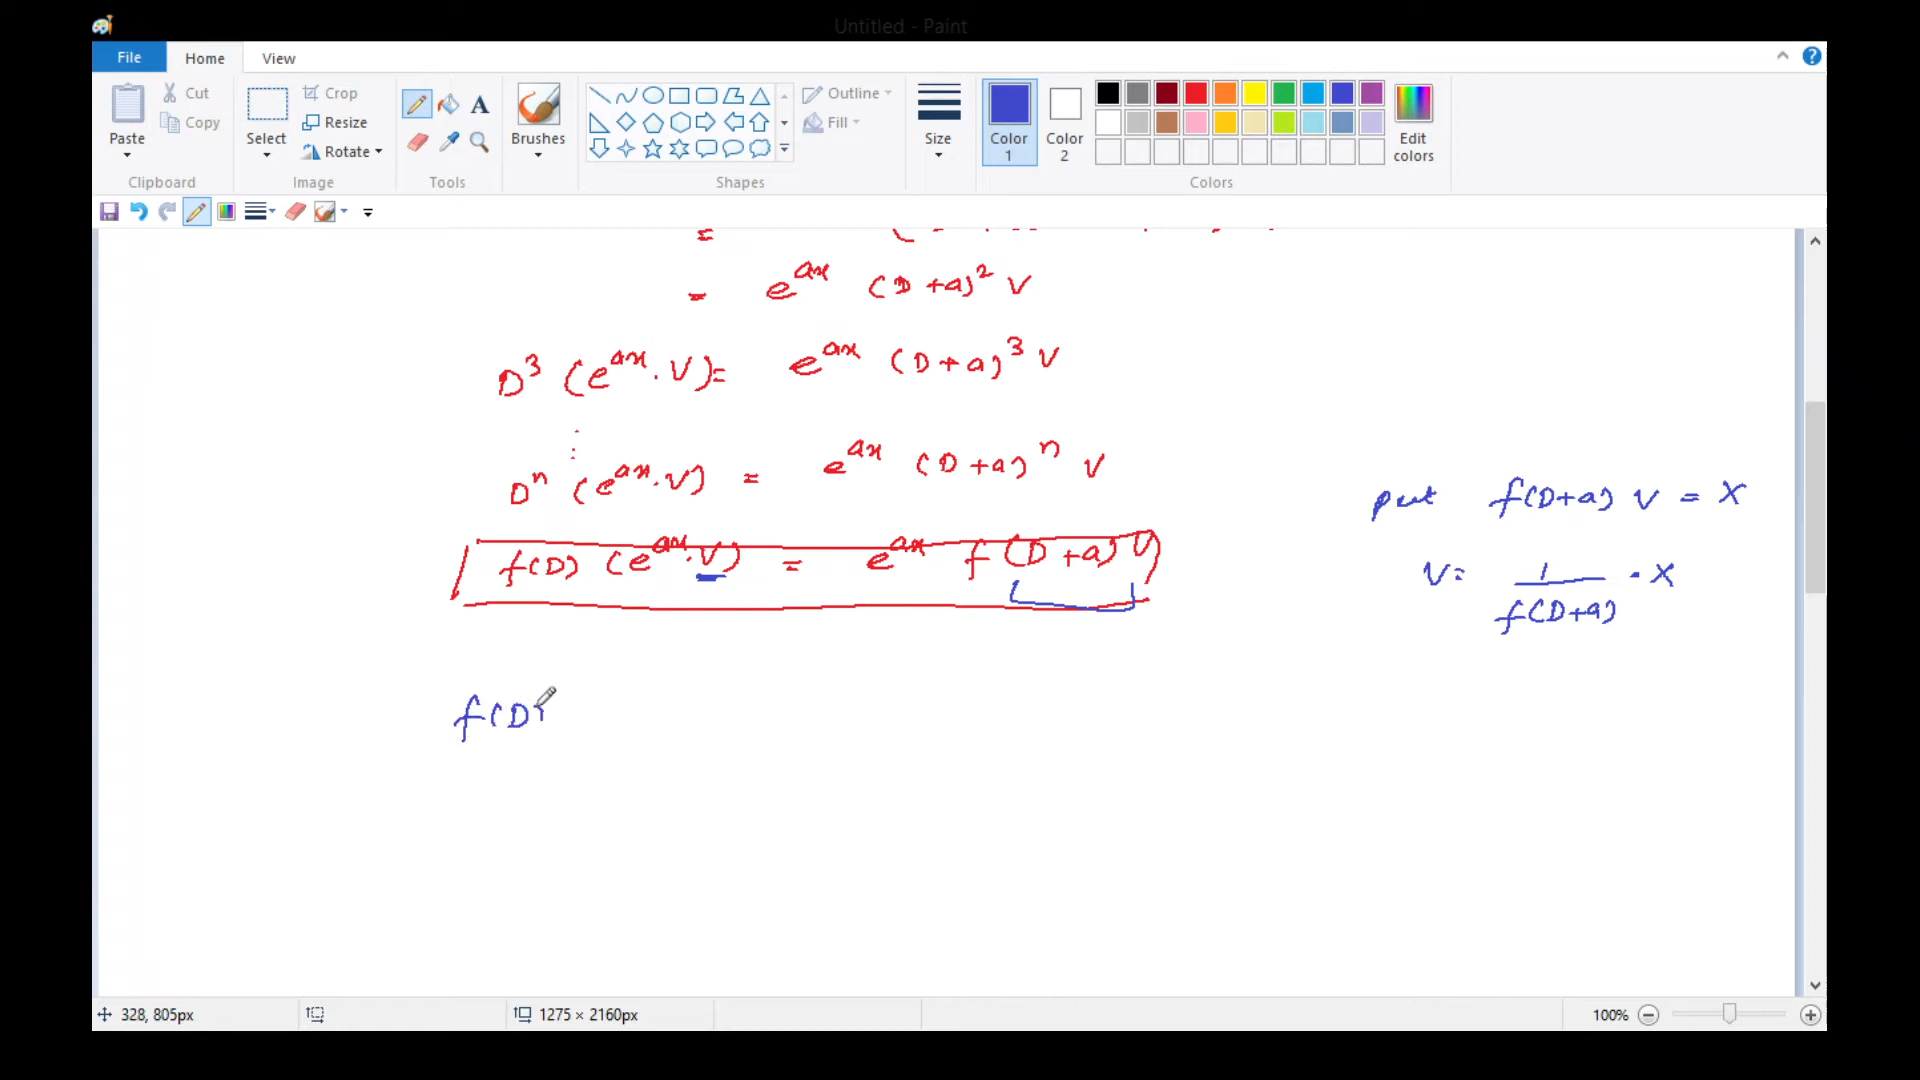 Untitled - Paint
File Home View
Paste
Cut
Copy
Clipboard
Select
Crop
Resize
Rotate
Image
Tools
Brushes
Outline
Fill
Shapes
Size
Color 1
Color 2
Edit colors
Colors
=
= e^{ax} (D+a)^2 V
D^3 (e^{ax}.V)= e^{ax} (D+a)^3 V
:
D^n (e^{ax}.V) = e^{ax} (D+a)^n V
f(D) (e^{ax}.V) = e^{ax} f(D+a) V
put f(D+a) V = X
V= 1/f(D+a) . X
f(D)
328, 805px
1275 × 2160px
100%